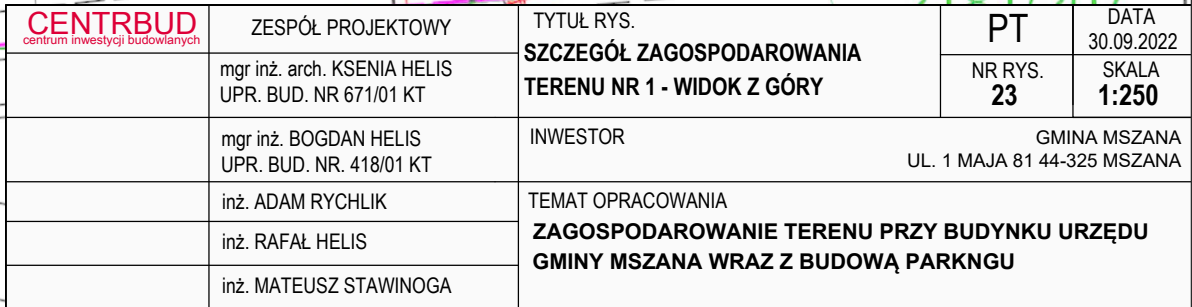 CENTRBUD
centrum inwestycji budowlanych
ZESPÓŁ PROJEKTOWY
mgr inż. arch. KSENIA HELIS
UPR. BUD. NR 671/01 KT
mgr inż. BOGDAN HELIS
UPR. BUD. NR. 418/01 KT
inż. ADAM RYCHLIK
inż. RAFAŁ HELIS
inż. MATEUSZ STAWINOGA
TYTUŁ RYS.
SZCZEGÓŁ ZAGOSPODAROWANIA
TERENU NR 1 - WIDOK Z GÓRY
PT
DATA
30.09.2022
NR RYS.
23
SKALA
1:250
INWESTOR
GMINA MSZANA
UL. 1 MAJA 81 44-325 MSZANA
TEMAT OPRACOWANIA
ZAGOSPODAROWANIE TERENU PRZY BUDYNKU URZĘDU
GMINY MSZANA WRAZ Z BUDOWĄ PARKNGU